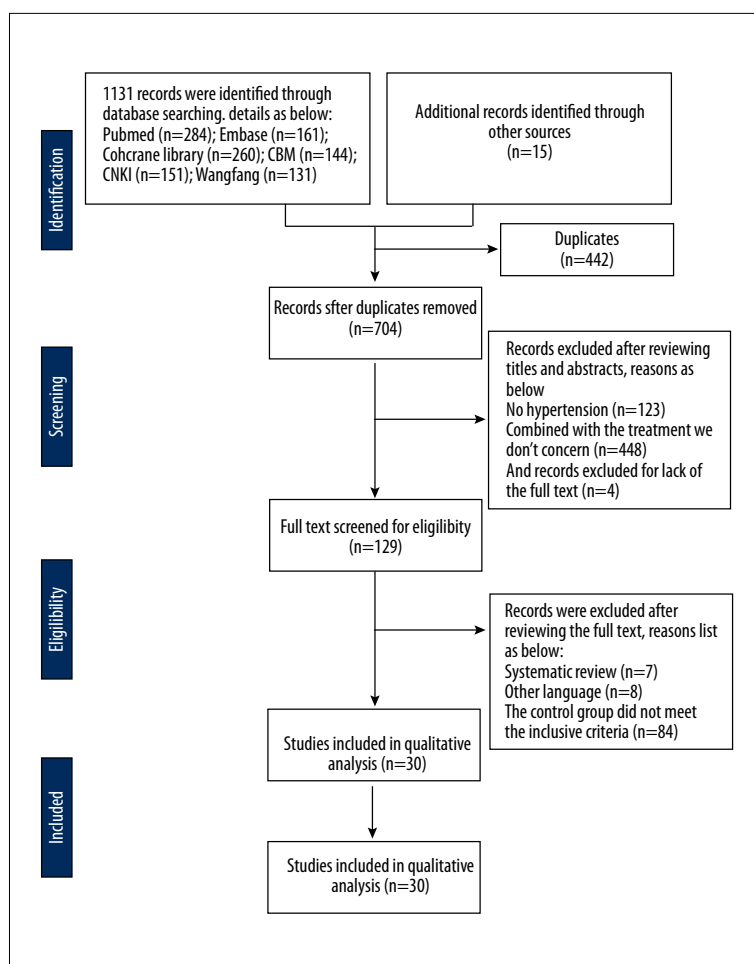 Identification
1131 records were identified through
database searching. details as below:
Pubmed (n=284); Embase (n=161);
Cohcrane library (n=260); CBM (n=144);
CNKI (n=151); Wangfang (n=131)
Additional records identified through
other sources
(n=15)
Duplicates
(n=442)
Records sfter duplicates removed
(n=704)
Screening
Records excluded after reviewing
titles and abstracts, reasons as
below
No hypertension (n=123)
Combined with the treatment we
don't concern (n=448)
And records excluded for lack of
the full text (n=4)
Full text screened for eligilibity
(n=129)
Eligilibility
Records were excluded after
reviewing the full text, reasons list
as below:
Systematic review (n=7)
Other language (n=8)
The control group did not meet
the inclusive criteria (n=84)
Studies included in qualitative
analysis (n=30)
Included
Studies included in qualitative
analysis (n=30)